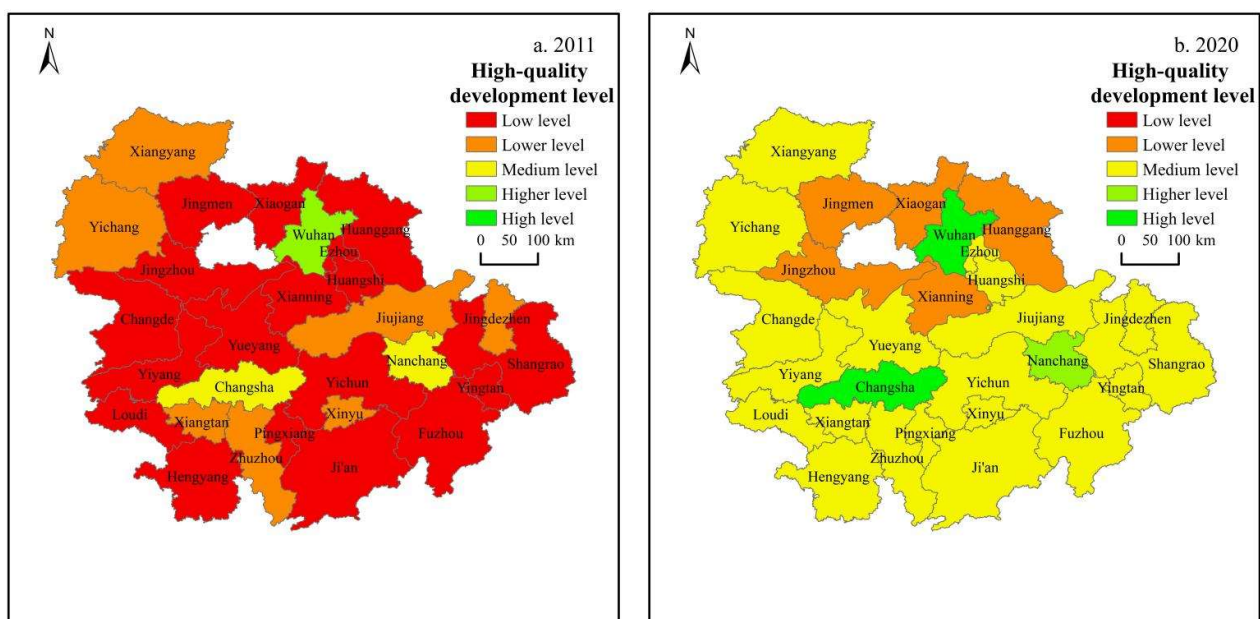 N
a. 2011
High-quality
development level
Low level
Lower level
Medium level
Higher level
High level
0 50 100 km
Xiangyang
Yichang
Jingmen
Xiaogan
Wuhan
Huanggang
Ezhou
Jingzhou
Huangshi
Xianning
Changde
Jiujiang
Jingdezhen
Yueyang
Nanchang
Shangrao
Yiyang
Changsha
Yichun
Yingtan
Loudi
Xiangtan
Xinyu
Pingxiang
Fuzhou
Zhuzhou
Hengyang
Ji'an
N
b. 2020
High-quality
development level
Low level
Lower level
Medium level
Higher level
High level
0 50 100 km
Xiangyang
Yichang
Jingmen
Xiaogan
Wuhan
Huanggang
Ezhou
Jingzhou
Huangshi
Xianning
Changde
Jiujiang
Jingdezhen
Yueyang
Nanchang
Shangrao
Yiyang
Changsha
Yichun
Yingtan
Loudi
Xiangtan
Xinyu
Pingxiang
Fuzhou
Zhuzhou
Hengyang
Ji'an